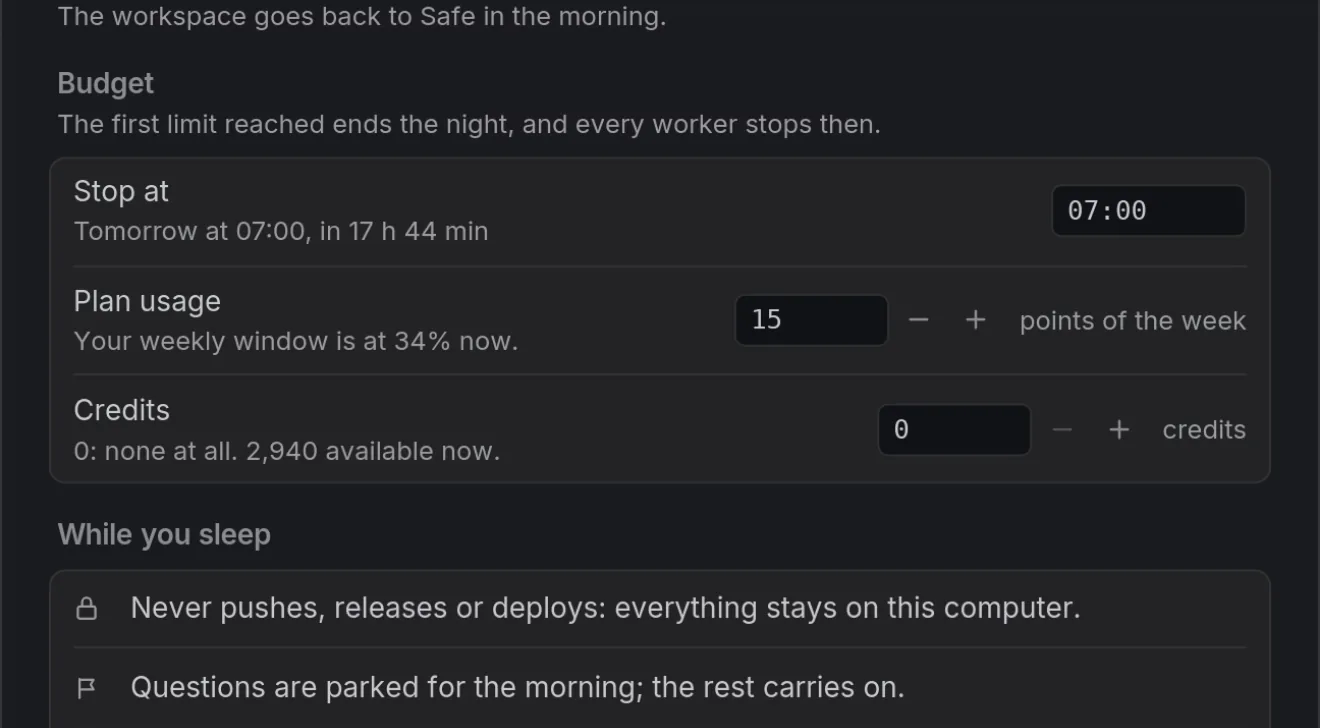 The workspace goes back to Safe in the morning.
Budget
The first limit reached ends the night, and every worker stops then.
Stop at
Tomorrow at 07:00, in 17 h 44 min
07:00
Plan usage
Your weekly window is at 34% now.
15 − + points of the week
Credits
0: none at all. 2,940 available now.
0 − + credits
While you sleep
Never pushes, releases or deploys: everything stays on this computer.
Questions are parked for the morning; the rest carries on.